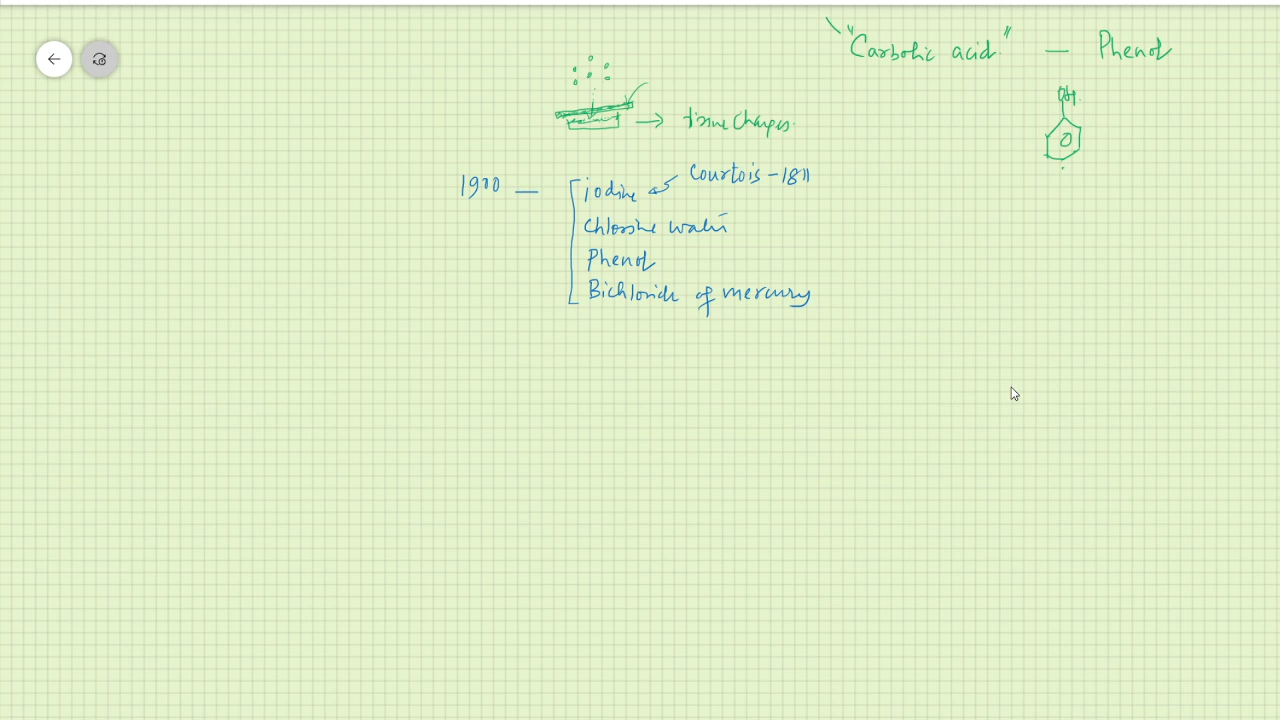 "Carbolic acid" — Phenol
OH
→ tissue changes.
1900 — iodine ← Courtois - 1811
Chlorine water
Phenol
Bichloride of mercury